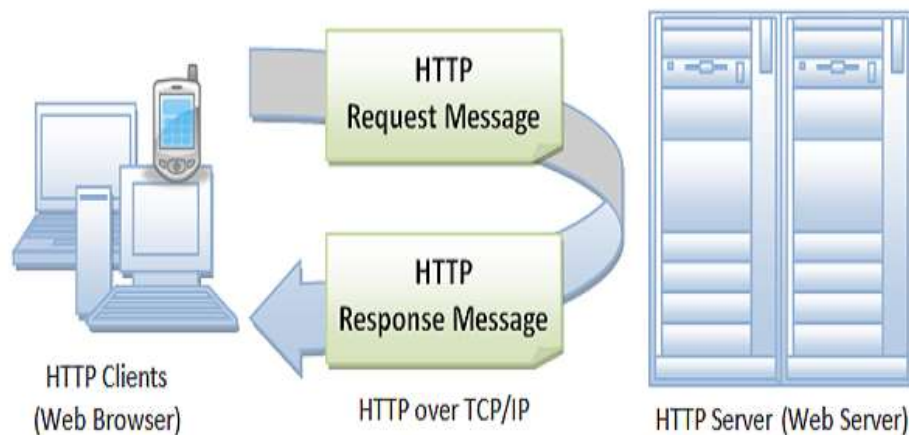 HTTP
Request Message
HTTP
Response Message
HTTP Clients
(Web Browser)
HTTP over TCP/IP
HTTP Server (Web Server)